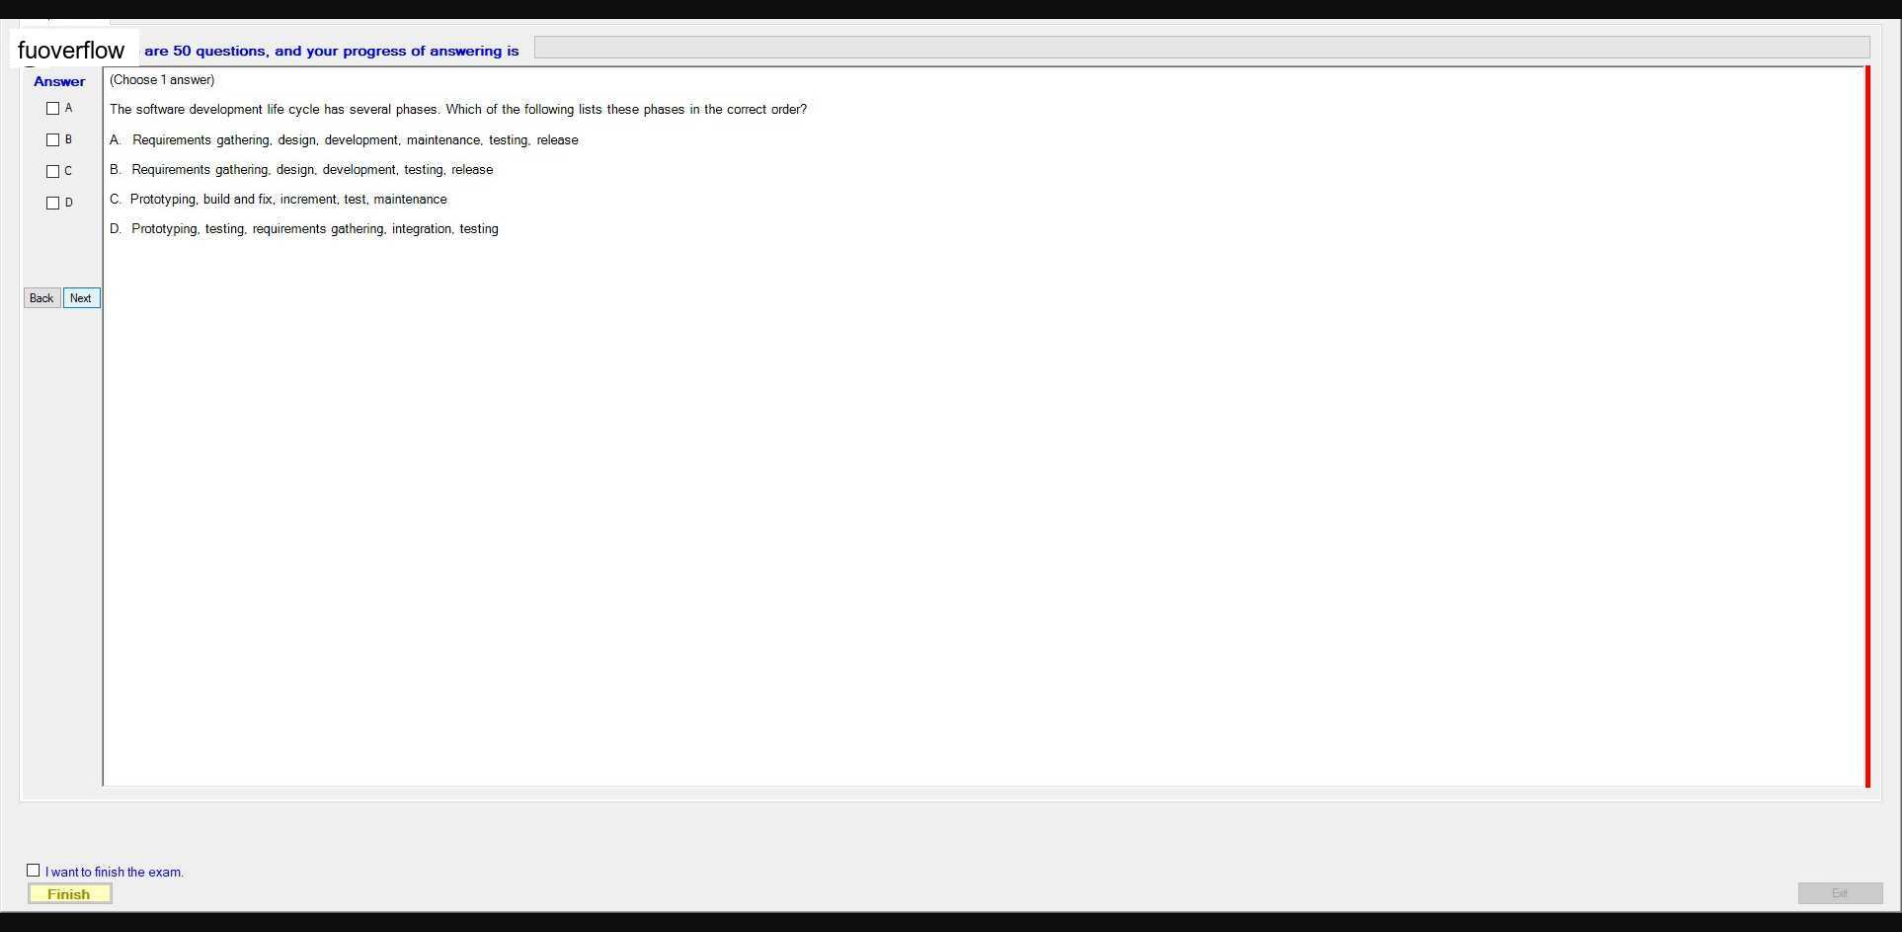 fuoverflow are 50 questions, and your progress of answering is
Answer
(Choose 1 answer)
A
The software development life cycle has several phases. Which of the following lists these phases in the correct order?
B
A. Requirements gathering, design, development, maintenance, testing, release
C
B. Requirements gathering, design, development, testing, release
D
C. Prototyping, build and fix, increment, test, maintenance
D. Prototyping, testing, requirements gathering, integration, testing
Back Next
I want to finish the exam.
Finish
Exit